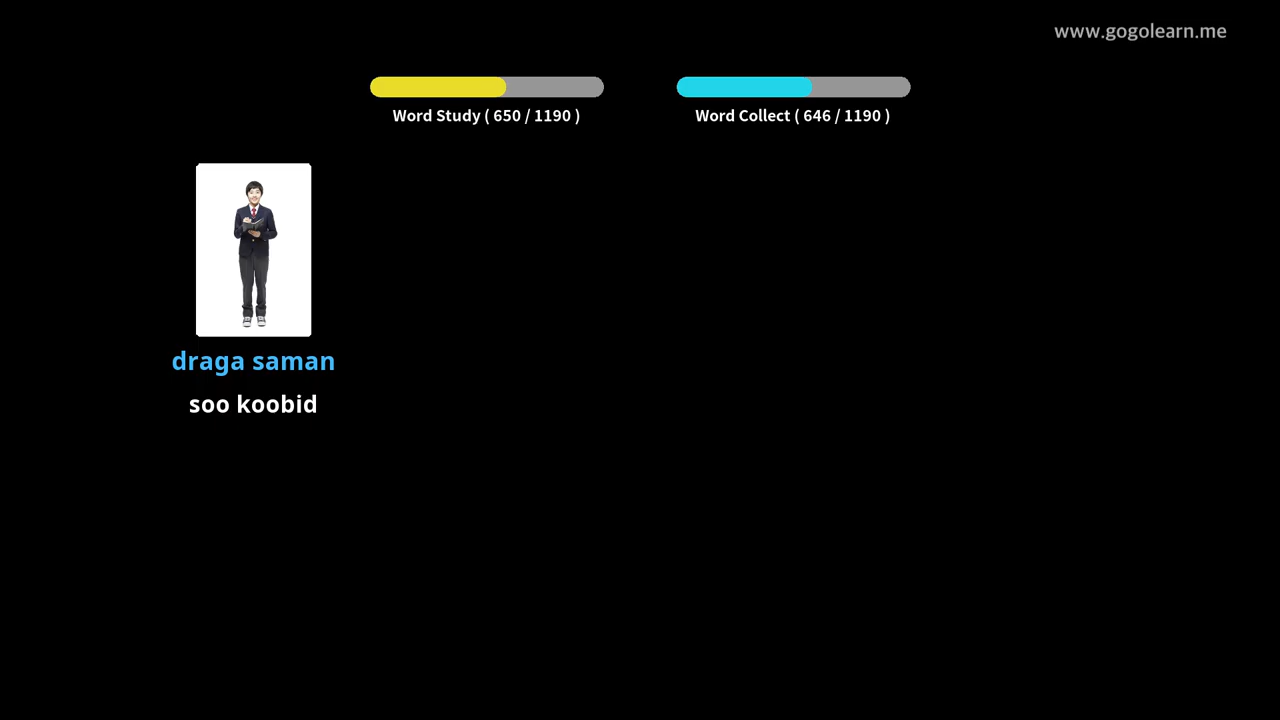 www.gogolearn.me
Word Study ( 650 / 1190 )
Word Collect ( 646 / 1190 )
draga saman
soo koobid